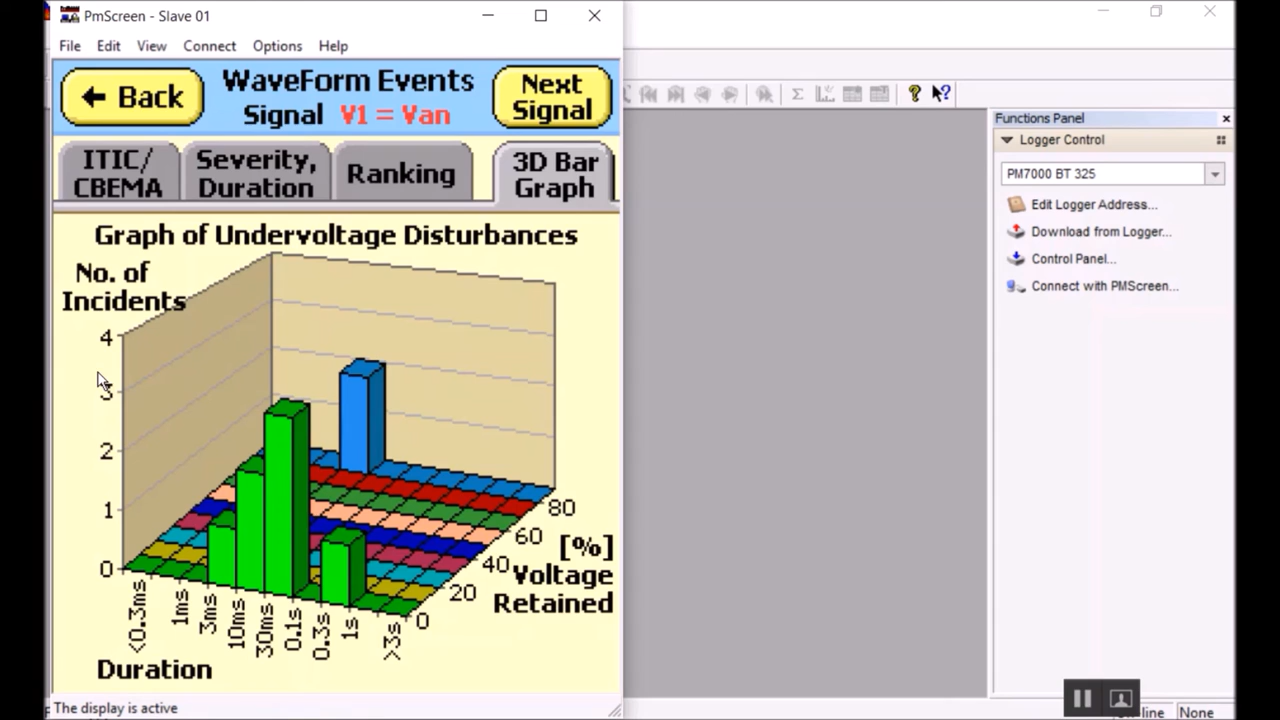 PmScreen - Slave 01
File Edit View Connect Options Help
Back
WaveForm Events
Signal V1 = Van
Next
Signal
ITIC/
CBEMA
Severity,
Duration
Ranking
3D Bar
Graph
Graph of Undervoltage Disturbances
No. of
Incidents
4
3
2
1
0
<0.3ms
1ms
3ms
10ms
30ms
0.1s
0.3s
1s
>3s
0
20
40
60
80
[%]
Voltage
Retained
Duration
The display is active
Functions Panel
Logger Control
PM7000 BT 325
Edit Logger Address...
Download from Logger...
Control Panel...
Connect with PMScreen...
None